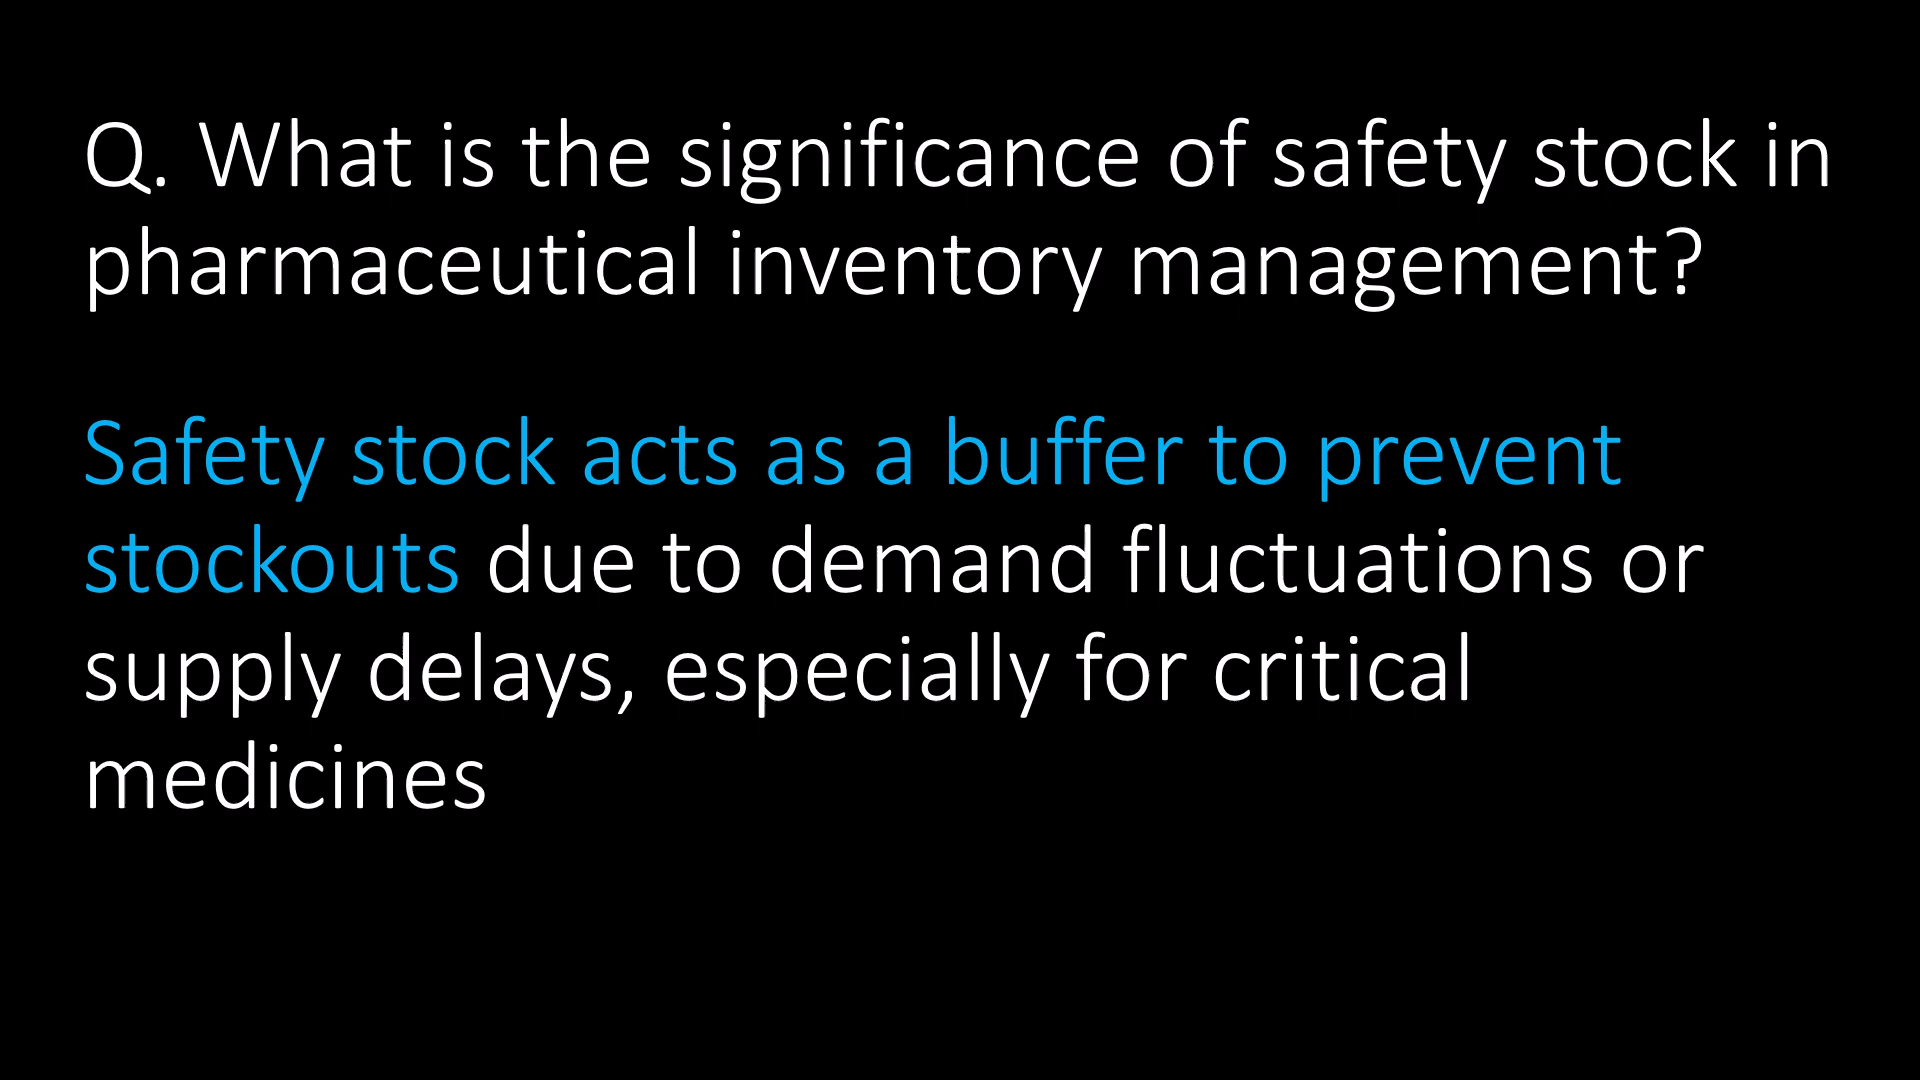 Q. What is the significance of safety stock in
pharmaceutical inventory management?
Safety stock acts as a buffer to prevent
stockouts due to demand fluctuations or
supply delays, especially for critical
medicines